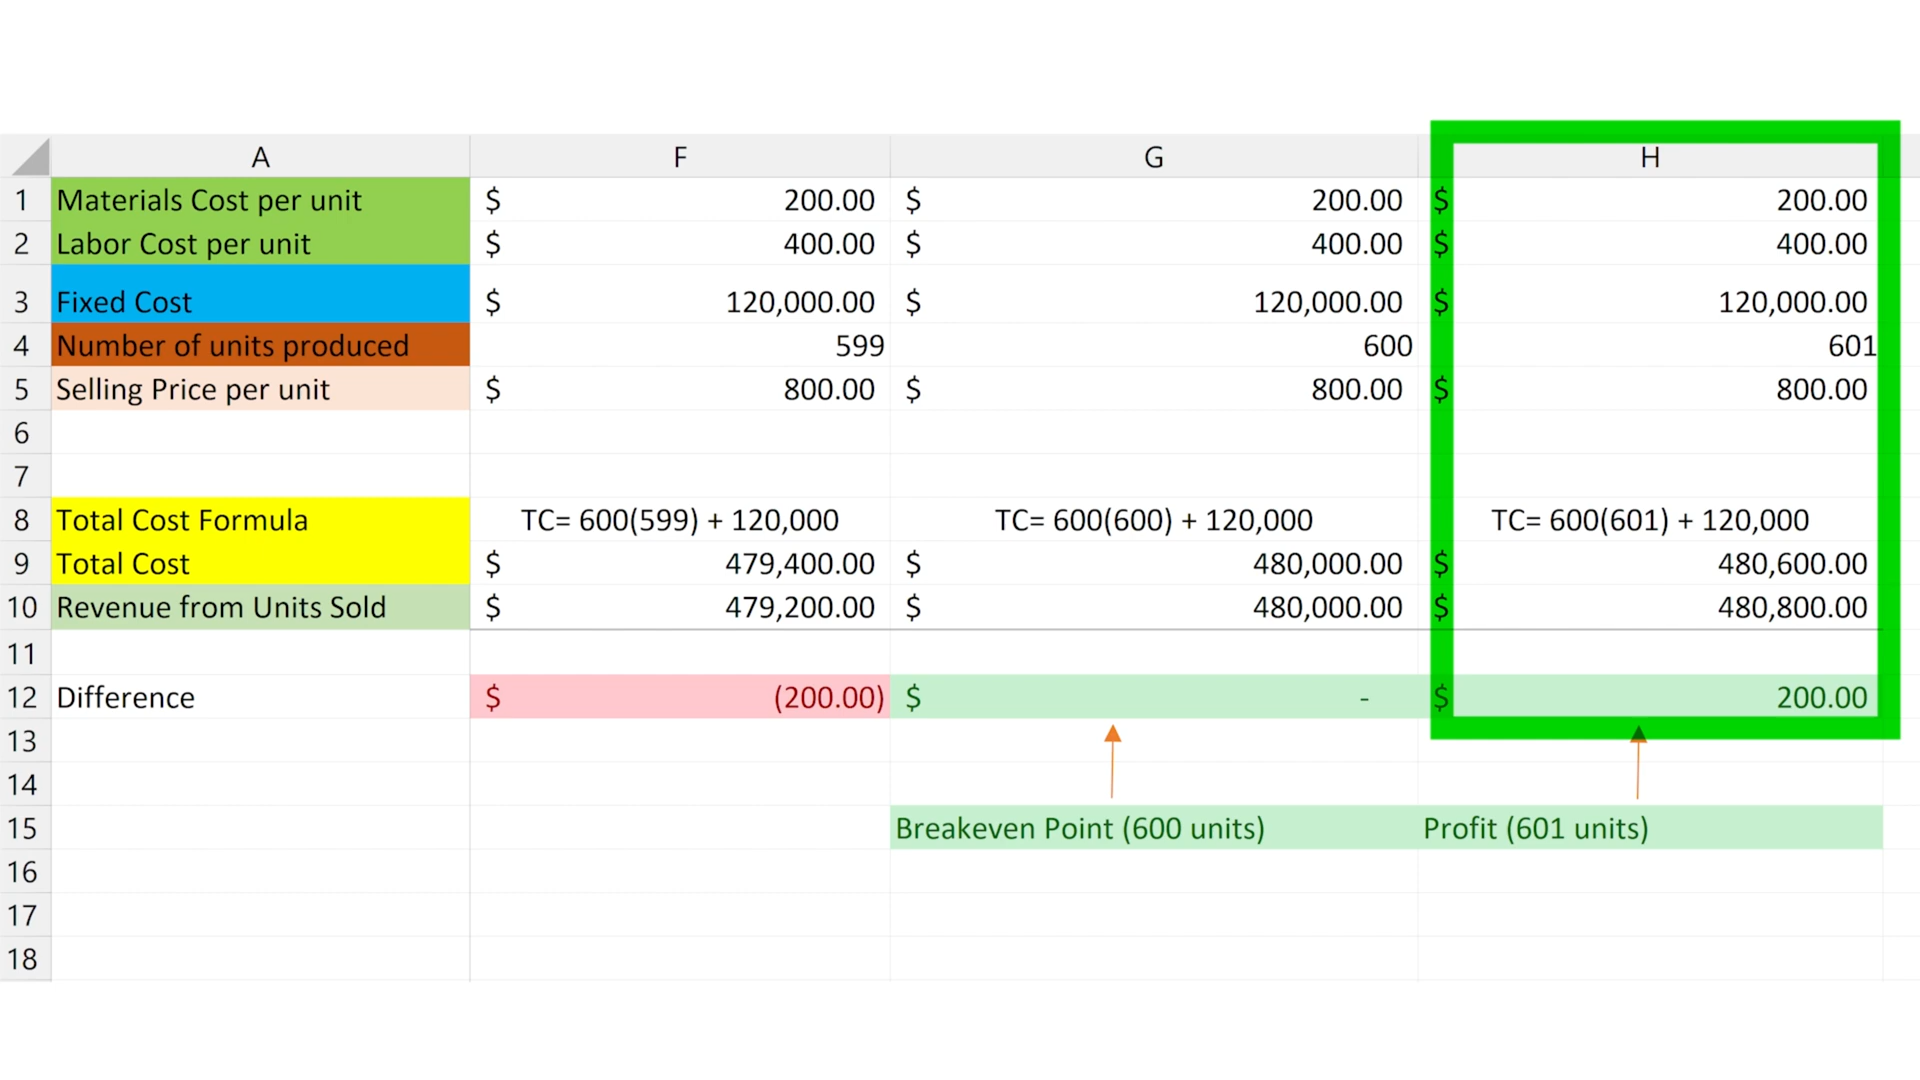 A F G H
1 Materials Cost per unit $ 200.00 $ 200.00 $ 200.00
2 Labor Cost per unit $ 400.00 $ 400.00 $ 400.00
3 Fixed Cost $ 120,000.00 $ 120,000.00 $ 120,000.00
4 Number of units produced 599 600 601
5 Selling Price per unit $ 800.00 $ 800.00 $ 800.00
6
7
8 Total Cost Formula TC= 600(599) + 120,000 TC= 600(600) + 120,000 TC= 600(601) + 120,000
9 Total Cost $ 479,400.00 $ 480,000.00 $ 480,600.00
10 Revenue from Units Sold $ 479,200.00 $ 480,000.00 $ 480,800.00
11
12 Difference $ (200.00) $ - $ 200.00
13
14
15 Breakeven Point (600 units) Profit (601 units)
16
17
18